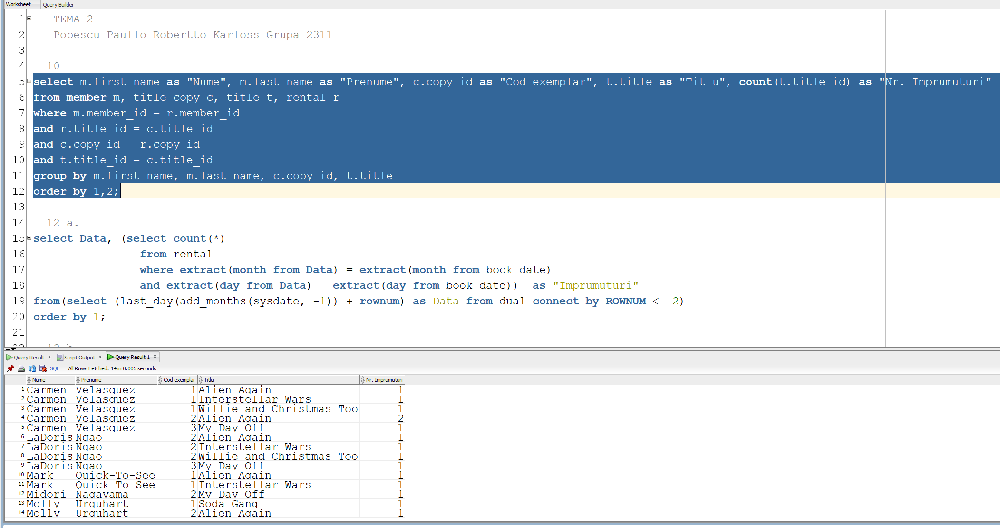 Worksheet Query Builder
1 -- TEMA 2
2 -- Popescu Paullo Robertto Karloss Grupa 2311
3
4 --10
5 select m.first_name as "Nume", m.last_name as "Prenume", c.copy_id as "Cod exemplar", t.title as "Titlu", count(t.title_id) as "Nr. Imprumuturi"
6 from member m, title_copy c, title t, rental r
7 where m.member_id = r.member_id
8 and r.title_id = c.title_id
9 and c.copy_id = r.copy_id
10 and t.title_id = c.title_id
11 group by m.first_name, m.last_name, c.copy_id, t.title
12 order by 1,2;
13
14 --12 a.
15 select Data, (select count(*)
16 from rental
17 where extract(month from Data) = extract(month from book_date)
18 and extract(day from Data) = extract(day from book_date))  as "Imprumuturi"
19 from(select (last_day(add_months(sysdate, -1)) + rownum) as Data from dual connect by ROWNUM <= 2)
20 order by 1;
21
22 --12 b
Query Result x Script Output x Query Result 1 x
SQL All Rows Fetched: 14 in 0.005 seconds
Nume Prenume Cod exemplar Titlu Nr. Imprumuturi
1 Carmen Velasquez 1 Alien Again 1
2 Carmen Velasquez 1 Interstellar Wars 1
3 Carmen Velasquez 1 Willie and Christmas Too 1
4 Carmen Velasquez 2 Alien Again 2
5 Carmen Velasquez 3 My Day Off 1
6 LaDoris Ngao 2 Alien Again 1
7 LaDoris Ngao 2 Interstellar Wars 1
8 LaDoris Ngao 2 Willie and Christmas Too 1
9 LaDoris Ngao 3 My Day Off 1
10 Mark Quick-To-See 1 Alien Again 1
11 Mark Quick-To-See 1 Interstellar Wars 1
12 Midori Nagayama 2 My Day Off 1
13 Molly Urguhart 1 Soda Gang 1
14 Molly Urguhart 2 Alien Again 1